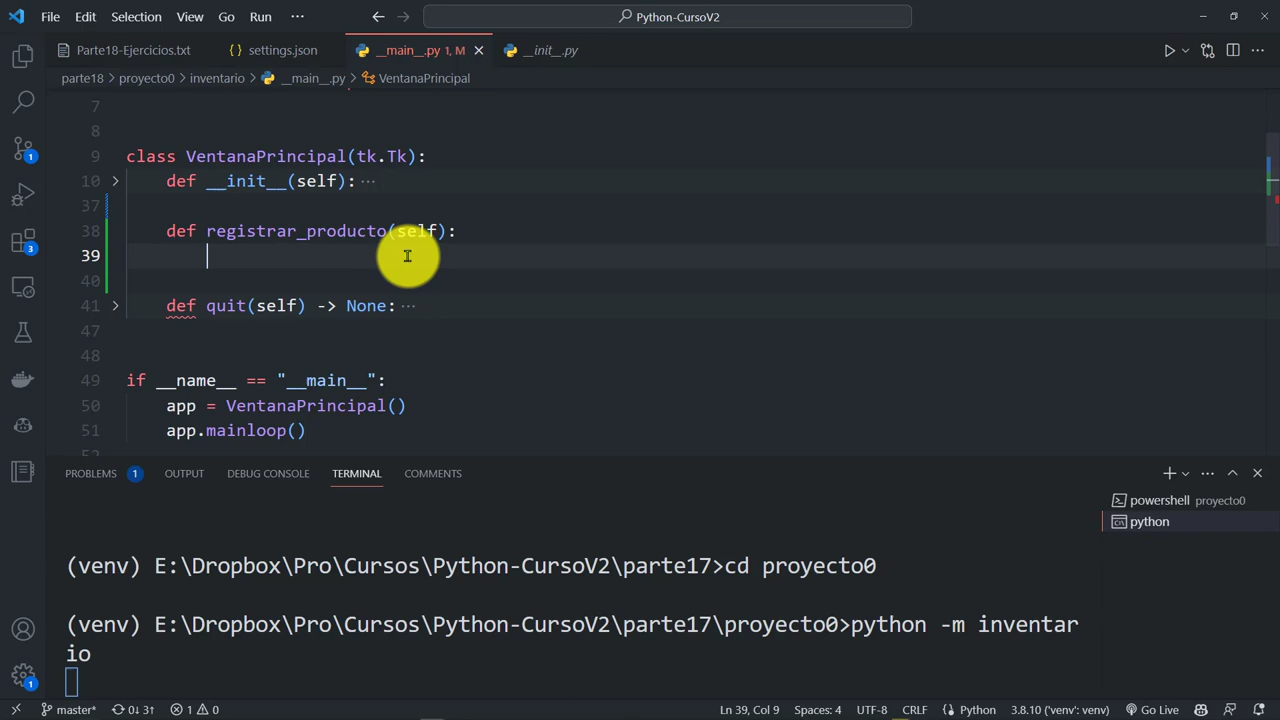 File Edit Selection View Go Run ··· Python-CursoV2
Parte18-Ejercicios.txt {} settings.json __main__.py 1, M __init__.py
parte18 > proyecto0 > inventario > __main__.py > VentanaPrincipal
7
8
9 class VentanaPrincipal(tk.Tk):
10 def __init__(self): ···
37
38 def registrar_producto(self):
39
40
41 def quit(self) -> None: ···
47
48
49 if __name__ == "__main__":
50 app = VentanaPrincipal()
51 app.mainloop()
52
PROBLEMS 1 OUTPUT DEBUG CONSOLE TERMINAL COMMENTS
powershell proyecto0
python
(venv) E:\Dropbox\Pro\Cursos\Python-CursoV2\parte17>cd proyecto0
(venv) E:\Dropbox\Pro\Cursos\Python-CursoV2\parte17\proyecto0>python -m inventar
io
1
3
1
master* 0↓ 3↑ 1 0 Ln 39, Col 9 Spaces: 4 UTF-8 CRLF {} Python 3.8.10 ('venv': venv) Go Live